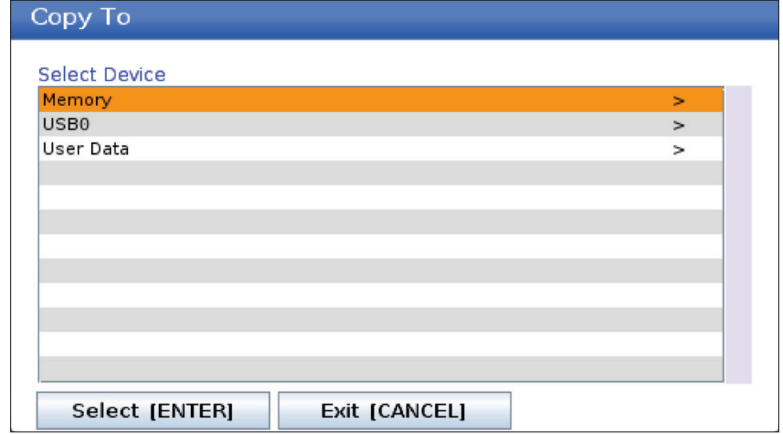 Copy To
Select Device
Memory >
USB0 >
User Data >
Select [ENTER] Exit [CANCEL]